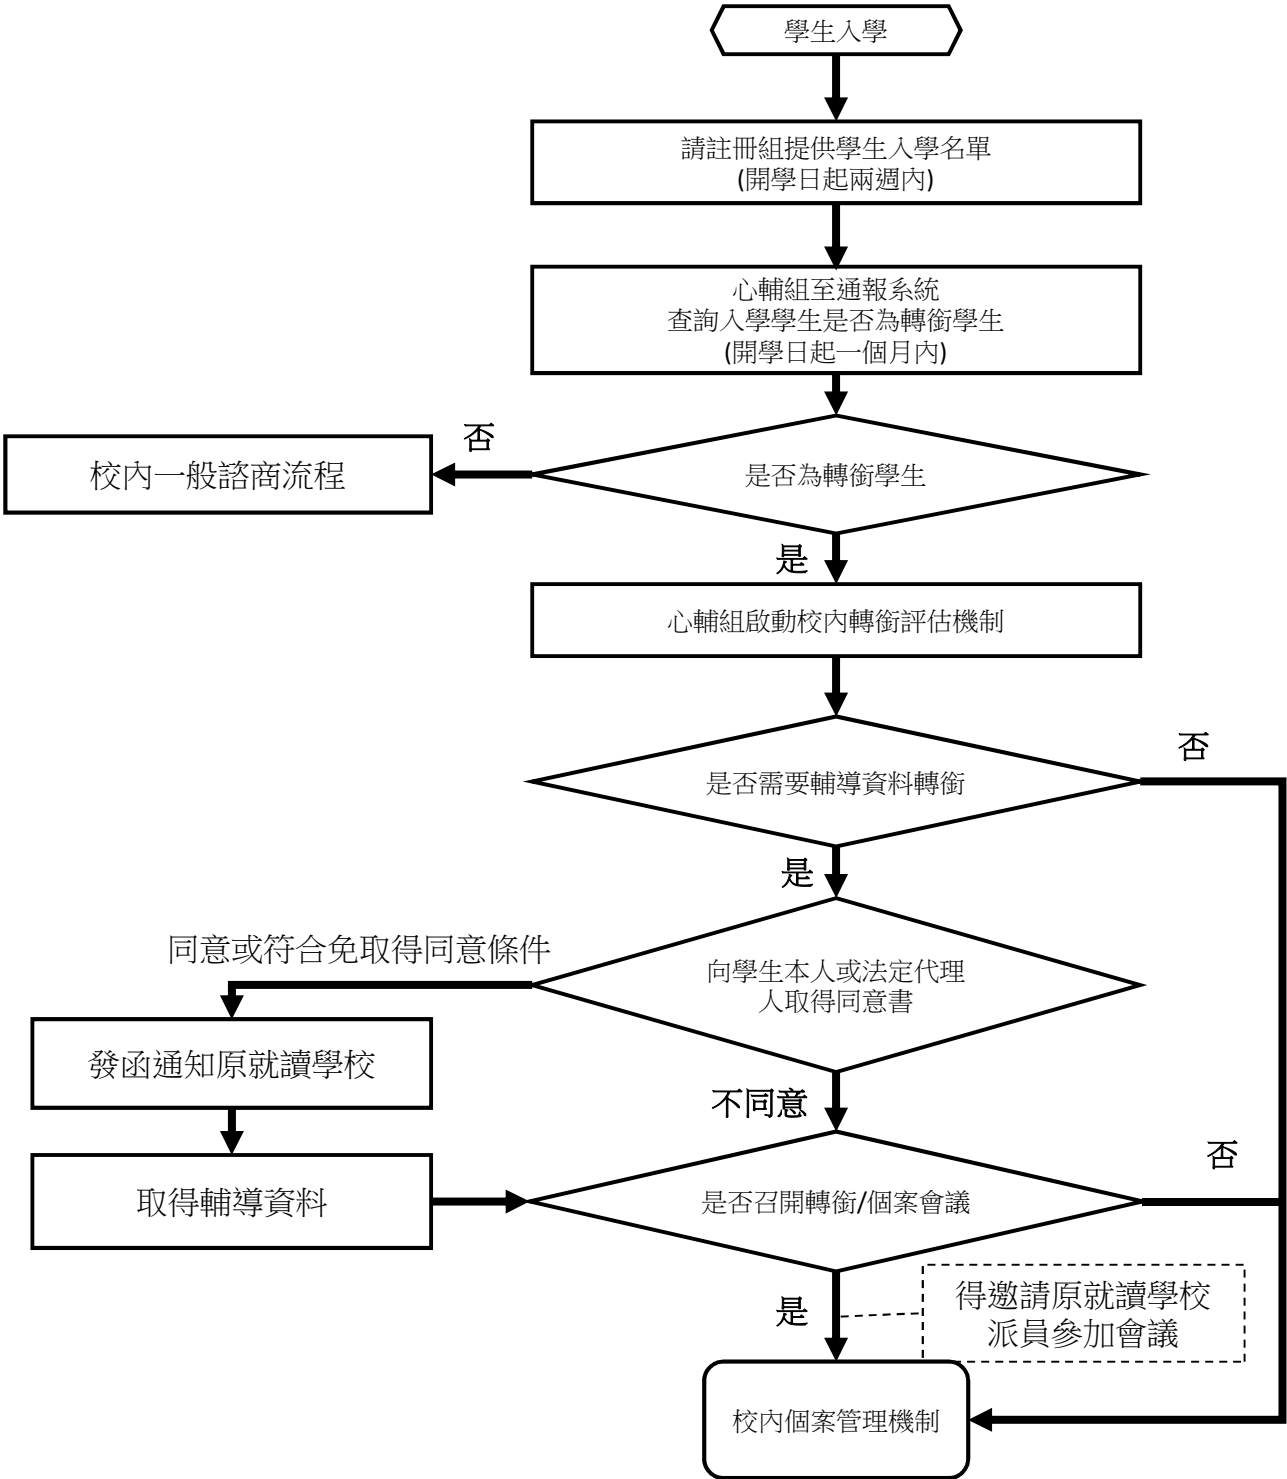 學生入學
請註冊組提供學生入學名單
(開學日起兩週內)
心輔組至通報系統
查詢入學學生是否為轉銜學生
(開學日起一個月內)
否
校內一般諮商流程
是否為轉銜學生
是
心輔組啟動校內轉銜評估機制
否
是否需要輔導資料轉銜
是
同意或符合免取得同意條件
向學生本人或法定代理
人取得同意書
發函通知原就讀學校
不同意
否
取得輔導資料
是否召開轉銜/個案會議
是
得邀請原就讀學校
派員參加會議
校內個案管理機制